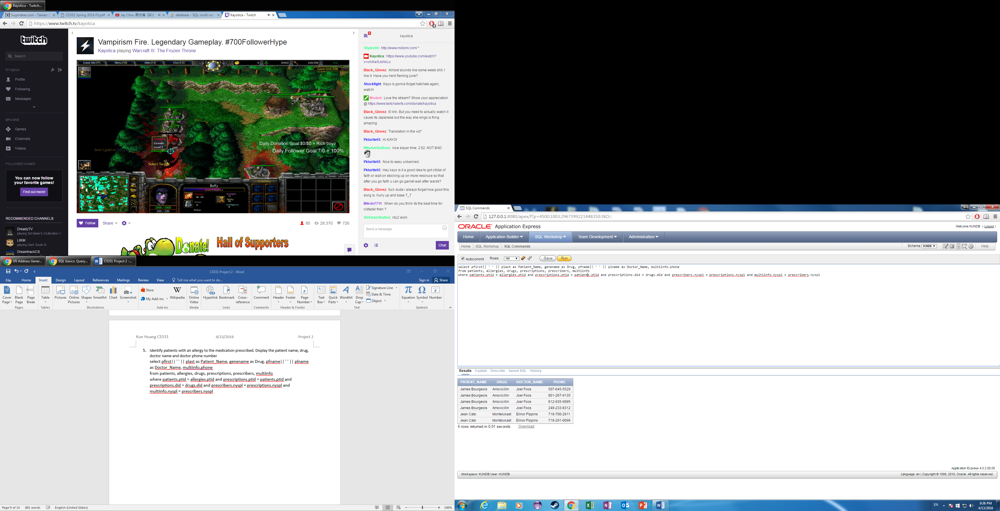 Kayotica - Twitch...
Sugoideas.com - Taiwan
CS331 Spring 2016 P2.pdf
Jay Chou 周杰倫【彩虹
database - SQL: multi valu
Kayotica - Twitch
https://www.twitch.tv/kayotica
twitch
Search
K1ngkun
Profile
Following
Messages
BROWSE
Games
Channels
Videos
FOLLOWED GAMES
You can now follow
your favorite games!
Find out more!
RECOMMENDED CHANNELS
DreadzTV
playing Sid Meier's Civilization V
LIRIK
playing Dark Souls III
DreamhackCS
Vampirism Fire. Legendary Gameplay. #700FollowerHype
Kayotica playing Warcraft III: The Frozen Throne
Game Info (F9)
Menu (F10)
Allies (F11)
Chat (F12)
0
25402
220/250
Game time: 5:58
Gawain
Level 7
Sent 1 gold to
Select Target
Daily Donation Goal $0/$0 = Rich boyz
Daily Follower Goal 7/0 = 100%
Buffy
Inventory
3300 / 3300
2215 / 2215
Damage:
Armor:
Status:
Strength:
Agility:
Intelligence:
Follow
Share
80
28,370
726
Donate!
Hall of Supporters
kayotica
Shylex96: http://www.midomi.com/ *
Kayotica: https://www.youtube.com/watch?
v=vmXwSJdAkLo
Black_Glovez: Almost sounds like some weeb shit. I
like it. Have you herd flaming june?
Shockfight: Kayo is gonna forget hatchets again,
watch!
Moobot: Love the stream? Show your appreciation
@ https://www.twitchalerts.com/donate/kayotica
Black_Glovez: Ill link. But you need to actually watch it
cause its Japanese but the way she sings is fking
amazing
Black_Glovez: Translation in the vid*
Pkturtle65: Hi KAYO!
WhyAmISoBoss: nice slayer time. 2:02. NOT BAD
Pkturtle65: Nice to seeu unbanned.
Pkturtle65: Hey kayo is it a good idea to got citidal of
faith or wait on stocking up on more resoruce so that
after you go faith u can go garnet wall after wards?
Black_Glovez: fuck dude i always forget how good this
song is. hurry up and base T_T
Mikolo7711: When do you think its the best time for
cidtadel then ?
SirArnanStudios: rdy2 work
Send a message
Chat
US Address Gener...
SQL basics: Query...
CS331 Project 2 -...
CS331 Project 2 - Word
File
Home
Insert
Design
Layout
References
Mailings
Review
View
Tell me what you want to do...
Sign in
Share
Cover
Page
Blank
Page
Page
Break
Table
Pictures
Online
Pictures
Shapes
SmartArt
Chart
Screenshot
Store
My Add-ins
Wikipedia
Online
Video
Hyperlink
Bookmark
Cross-
reference
Comment
Header
Footer
Page
Number
Text
Box
Quick
Parts
WordArt
Drop
Cap
Signature Line
Date & Time
Object
Equation
Symbol
Number
Pages
Tables
Illustrations
Add-ins
Media
Links
Comments
Header & Footer
Text
Symbols
Kun Huang CS331
4/13/2016
Project 2
5. Identify patients with an allergy to the medication prescribed. Display the patient name, drug,
doctor name and doctor phone number
select pfirst|| ' ' || plast as Patient_Name, genename as Drug, pfname|| ' ' || plname
as Doctor_Name, multiinfo.phone
from patients, allergies, drugs, prescriptions, prescribers, multiinfo
where patients.ptid = allergies.ptid and prescriptions.ptid = patients.ptid and
prescriptions.did = drugs.did and prescribers.nyspl = prescriptions.nyspl and
multiinfo.nyspl = prescribers.nyspl
Page 9 of 14
801 words
English (United States)
100%
SQL Commands
127.0.0.1:8080/apex/f?p=4500:1003:2967399221448350::NO:::
ORACLE Application Express
Welcome KUNDB ( Logout )
Home
Application Builder
SQL Workshop
Team Development
Administration
Home
SQL Workshop
SQL Commands
Schema
KUNDB
Help
Autocommit
Rows
100
Save
Run
select pfirst|| ' ' || plast as Patient_Name, genename as Drug, pfname|| ' ' || plname as Doctor_Name, multiinfo.phone
from patients, allergies, drugs, prescriptions, prescribers, multiinfo
where patients.ptid = allergies.ptid and prescriptions.ptid = patients.ptid and prescriptions.did = drugs.did and prescribers.nyspl = prescriptions.nyspl and multiinfo.nyspl = prescribers.nyspl
Results
Explain
Describe
Saved SQL
History
PATIENT_NAME DRUG DOCTOR_NAME PHONE
James Bourgeois Amoxicillin Joel Foos 507-645-5529
James Bourgeois Amoxicillin Joel Foos 801-267-9135
James Bourgeois Amoxicillin Joel Foos 812-935-9995
James Bourgeois Amoxicillin Joel Foos 248-233-8312
Jean Cato Montelukast Elinor Pippins 718-700-2811
Jean Cato Montelukast Elinor Pippins 718-291-0098
6 rows returned in 0.01 seconds
Download
Application Express 4.0.2.00.09
Workspace: KUNDB User: KUNDB
Language: en | Copyright © 1999, 2010, Oracle. All rights reserved.
EN
9:36 PM
4/13/2016